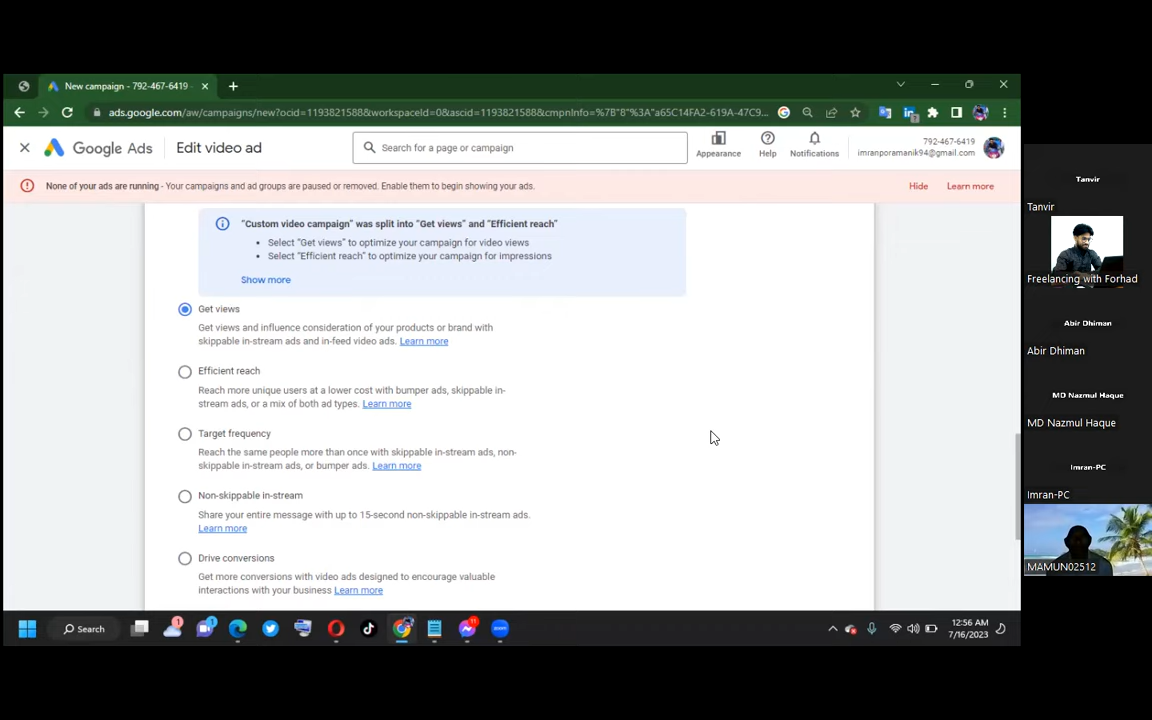 New campaign - 792-467-6419 -
ads.google.com/aw/campaigns/new?ocid=1193821588&workspaceId=0&ascid=1193821588&cmpnInfo=%7B"8"%3A"a65C14FA2-619A-47C9...
Google Ads
Edit video ad
Search for a page or campaign
Appearance
Help
Notifications
792-467-6419
imranporamanik94@gmail.com
None of your ads are running - Your campaigns and ad groups are paused or removed. Enable them to begin showing your ads.
Hide
Learn more
"Custom video campaign" was split into "Get views" and "Efficient reach"
• Select "Get views" to optimize your campaign for video views
• Select "Efficient reach" to optimize your campaign for impressions
Show more
Get views
Get views and influence consideration of your products or brand with
skippable in-stream ads and in-feed video ads. Learn more
Efficient reach
Reach more unique users at a lower cost with bumper ads, skippable in-
stream ads, or a mix of both ad types. Learn more
Target frequency
Reach the same people more than once with skippable in-stream ads, non-
skippable in-stream ads, or bumper ads. Learn more
Non-skippable in-stream
Share your entire message with up to 15-second non-skippable in-stream ads.
Learn more
Drive conversions
Get more conversions with video ads designed to encourage valuable
interactions with your business Learn more
Search
1
1
11
12:56 AM
7/16/2023
Tanvir
Tanvir
Freelancing with Forhad
Abir Dhiman
Abir Dhiman
MD Nazmul Haque
MD Nazmul Haque
Imran-PC
Imran-PC
MAMUN02512